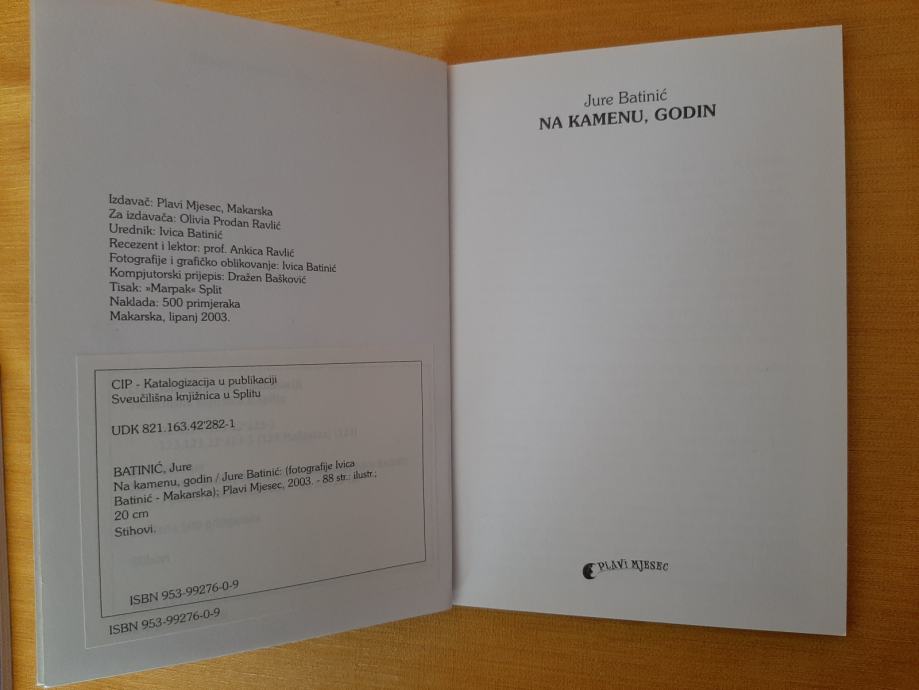 Izdavač: Plavi Mjesec, Makarska
Za izdavača: Olivia Prodan Ravlić
Urednik: Ivica Batinić
Recezent i lektor: prof. Ankica Ravlić
Fotografije i grafičko oblikovanje: Ivica Batinić
Kompjutorski prijepis: Dražen Bašković
Tisak: »Marpak« Split
Naklada: 500 primjeraka
Makarska, lipanj 2003.
CIP - Katalogizacija u publikaciji
Sveučilišna knjižnica u Splitu
UDK 821.163.42'282-1
BATINIĆ, Jure
Na kamenu, godin / Jure Batinić: (fotografije Ivica
Batinić - Makarska); Plavi Mjesec, 2003. - 88 str.: ilustr.;
20 cm
Stihovi.
ISBN 953-99276-0-9
ISBN 953-99276-0-9
Jure Batinić
NA KAMENU, GODIN
PLAVi MJESEC